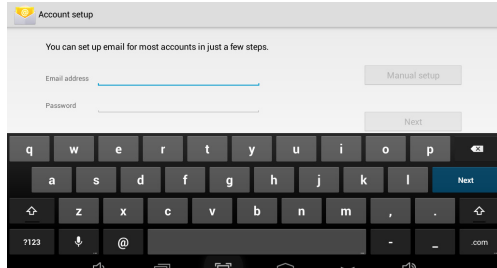 Account setup
You can set up email for most accounts in just a few steps.
Email address
Manual setup
Password
Next
q w e r t y u i o p
a s d f g h j k l Next
z x c v b n m , .
?123 @ - _ .com